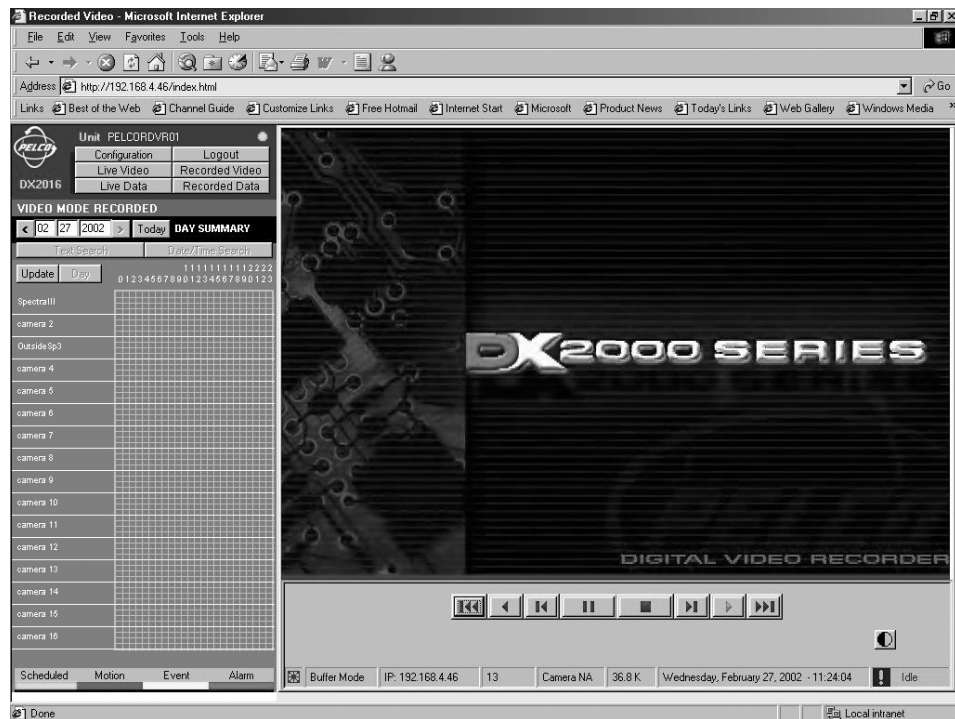 Recorded Video - Microsoft Internet Explorer
File Edit View Favorites Tools Help
Address http://192.168.4.46/index.html Go
Links Best of the Web Channel Guide Customize Links Free Hotmail Internet Start Microsoft Product News Today's Links Web Gallery Windows Media »
PELCO
Unit PELCORDVR01
Configuration Logout
Live Video Recorded Video
DX2016 Live Data Recorded Data
VIDEO MODE RECORDED
< 02 27 2002 > Today DAY SUMMARY
Text Search Date/Time Search
Update Day
11111111112222
012345678901234567890123
SpectraIII
camera 2
OutsideSp3
camera 4
camera 5
camera 6
camera 7
camera 8
camera 9
camera 10
camera 11
camera 12
camera 13
camera 14
camera 15
camera 16
Scheduled Motion Event Alarm
DX2000 SERIES
DIGITAL VIDEO RECORDER
Buffer Mode IP: 192.168.4.46 13 Camera NA 36.8 K Wednesday, February 27, 2002 - 11:24:04 Idle
Done Local intranet